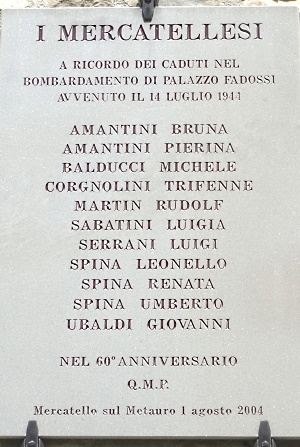 I MERCATELLESI
A RICORDO DEI CADUTI NEL
BOMBARDAMENTO DI PALAZZO FADOSSI
AVVENUTO IL 14 LUGLIO 1944
AMANTINI BRUNA
AMANTINI PIERINA
BALDUCCI MICHELE
CORGNOLINI TRIFENNE
MARTIN RUDOLF
SABATINI LUIGIA
SERRANI LUIGI
SPINA LEONELLO
SPINA RENATA
SPINA UMBERTO
UBALDI GIOVANNI
NEL 60° ANNIVERSARIO
Q.M.P.
Mercatello sul Metauro 1 agosto 2004